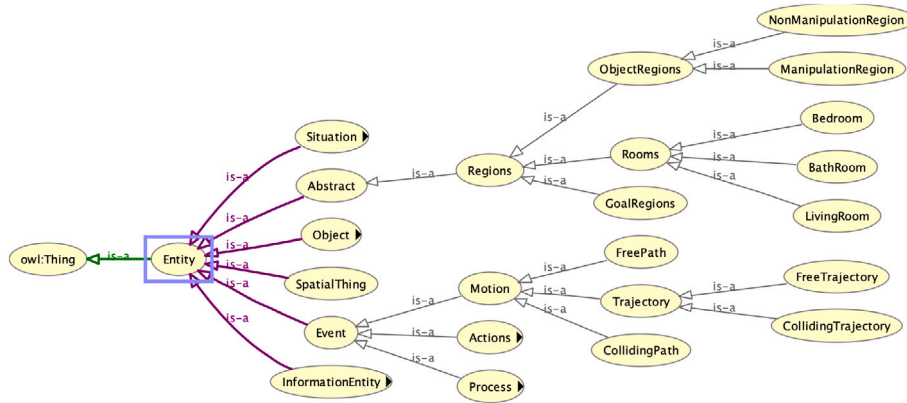 NonManipulationRegion
is-a
ObjectRegions
is-a
ManipulationRegion
is-a
Bedroom
Situation
is-a
Rooms
is-a
is-a
BathRoom
is-a
Regions
is-a
is-a
Abstract
is-a
is-a
GoalRegions
LivingRoom
is-a
Object
is-a
owl:Thing
is-a
Entity
is-a
FreePath
SpatialThing
is-a
FreeTrajectory
is-a
Motion
is-a
Trajectory
is-a
is-a
is-a
Event
is-a
is-a
CollidingTrajectory
is-a
Actions
CollidingPath
is-a
InformationEntity
Process